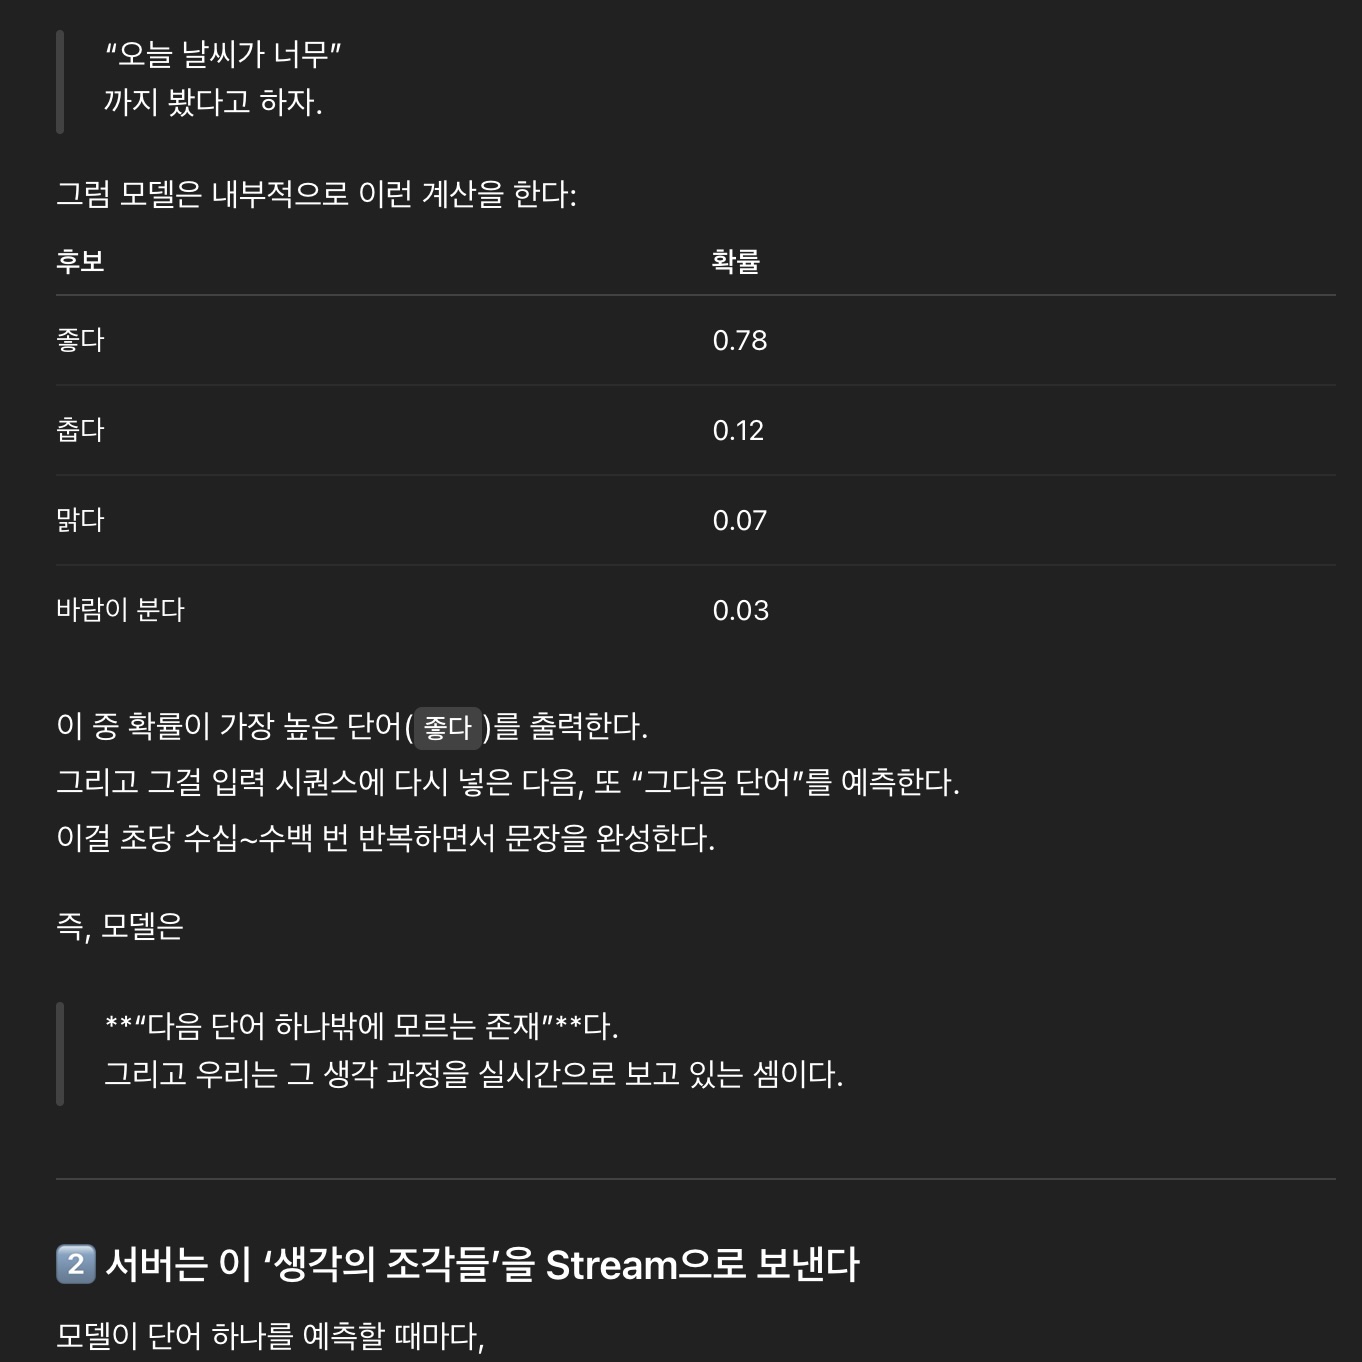 “오늘 날씨가 너무”
까지 봤다고 하자.
그럼 모델은 내부적으로 이런 계산을 한다:
후보 확률
좋다 0.78
춥다 0.12
맑다 0.07
바람이 분다 0.03
이 중 확률이 가장 높은 단어(좋다)를 출력한다.
그리고 그걸 입력 시퀀스에 다시 넣은 다음, 또 “그다음 단어”를 예측한다.
이걸 초당 수십~수백 번 반복하면서 문장을 완성한다.
즉, 모델은
**“다음 단어 하나밖에 모르는 존재”**다.
그리고 우리는 그 생각 과정을 실시간으로 보고 있는 셈이다.
2 서버는 이 ‘생각의 조각들’을 Stream으로 보낸다
모델이 단어 하나를 예측할 때마다,